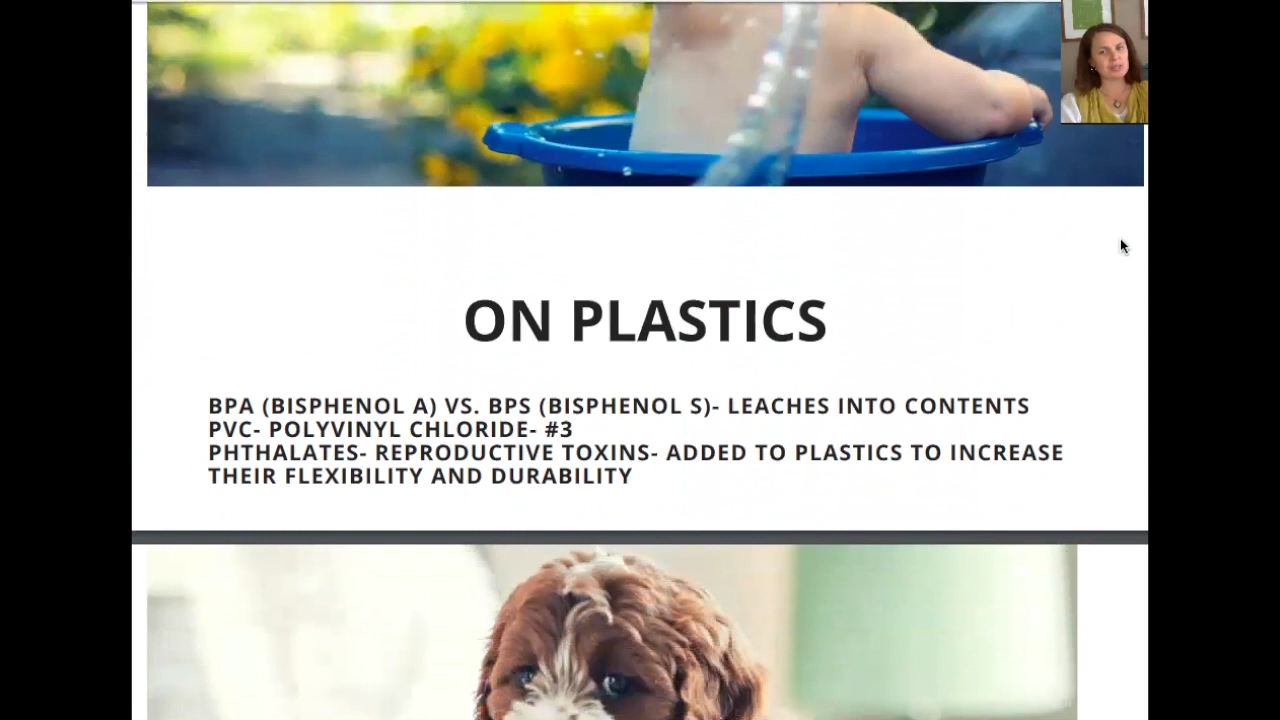 ON PLASTICS
BPA (BISPHENOL A) VS. BPS (BISPHENOL S)- LEACHES INTO CONTENTS
PVC- POLYVINYL CHLORIDE- #3
PHTHALATES- REPRODUCTIVE TOXINS- ADDED TO PLASTICS TO INCREASE
THEIR FLEXIBILITY AND DURABILITY